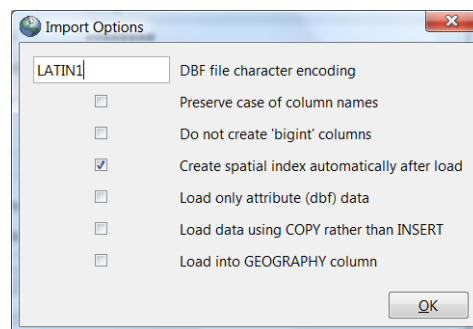 Import Options
LATIN1 DBF file character encoding
Preserve case of column names
Do not create 'bigint' columns
Create spatial index automatically after load
Load only attribute (dbf) data
Load data using COPY rather than INSERT
Load into GEOGRAPHY column
OK